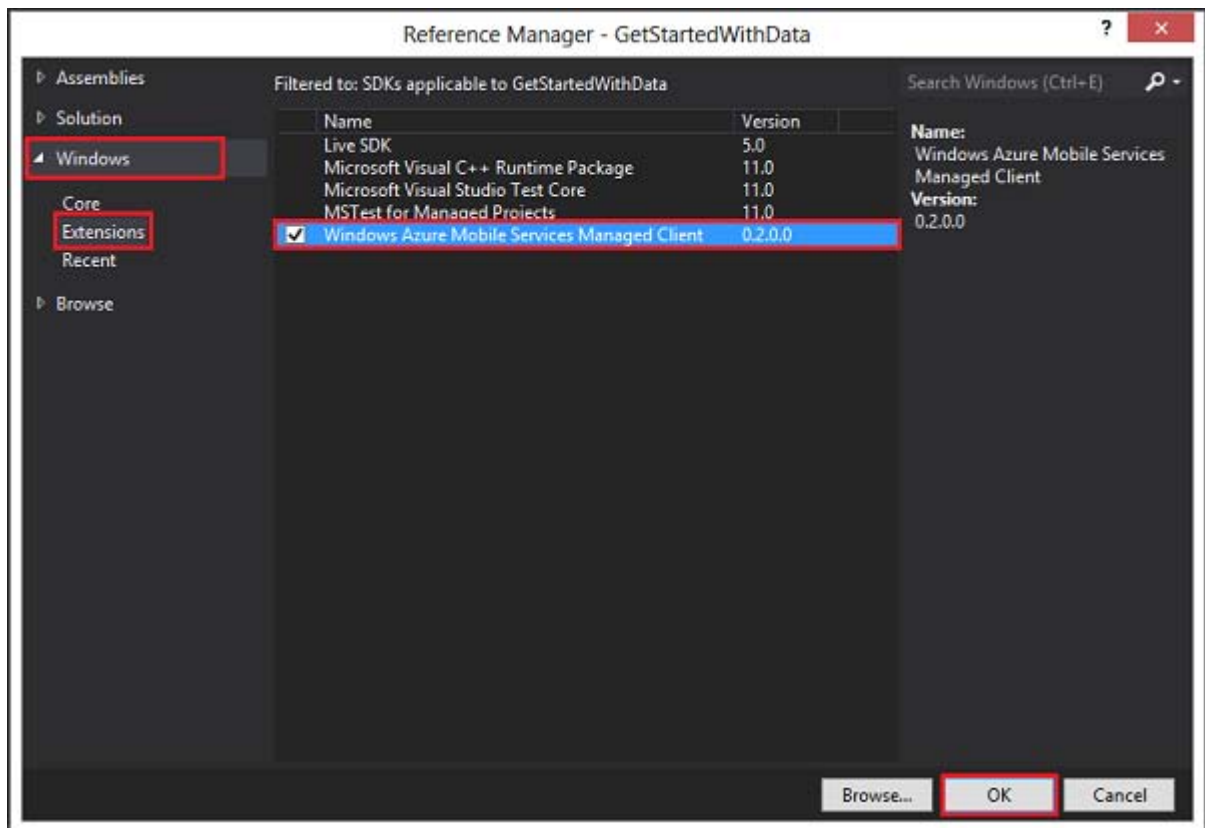 Reference Manager - GetStartedWithData
?
Assemblies
Solution
Windows
Core
Extensions
Recent
Browse
Filtered to: SDKs applicable to GetStartedWithData
Name Version
Live SDK 5.0
Microsoft Visual C++ Runtime Package 11.0
Microsoft Visual Studio Test Core 11.0
MSTest for Managed Projects 11.0
Windows Azure Mobile Services Managed Client 0.2.0.0
Search Windows (Ctrl+E)
Name:
Windows Azure Mobile Services
Managed Client
Version:
0.2.0.0
Browse... OK Cancel